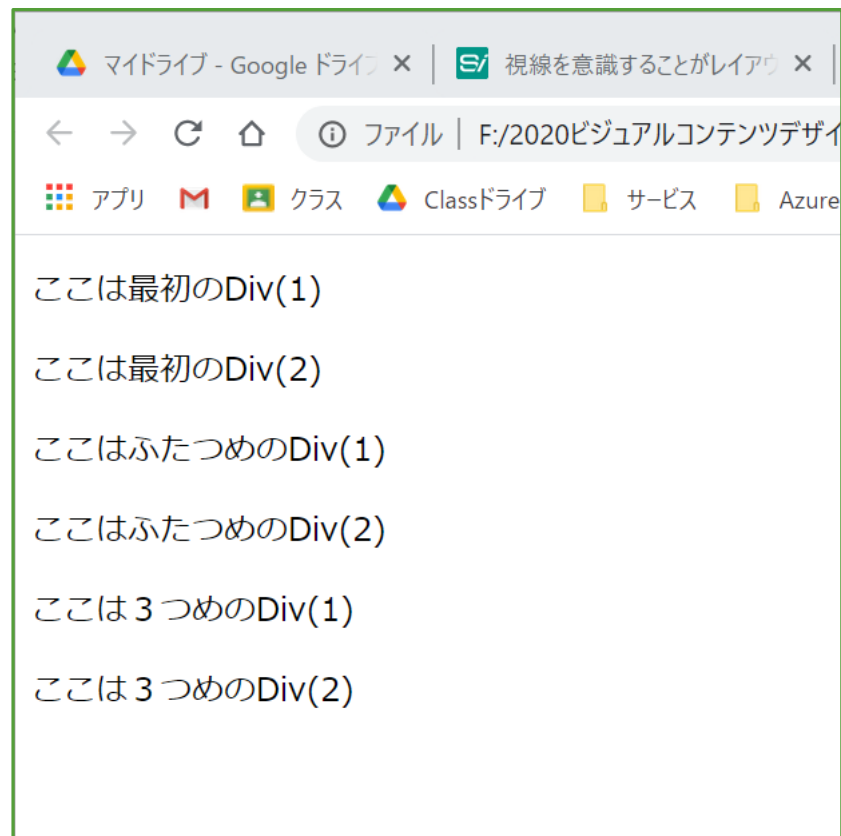 マイドライブ - Google ドライブ
Si 視線を意識することがレイアウ
ファイル | F:/2020ビジュアルコンテンツデザイ
アプリ クラス Classドライブ サービス Azure
ここは最初のDiv(1)
ここは最初のDiv(2)
ここはふたつめのDiv(1)
ここはふたつめのDiv(2)
ここは３つめのDiv(1)
ここは３つめのDiv(2)